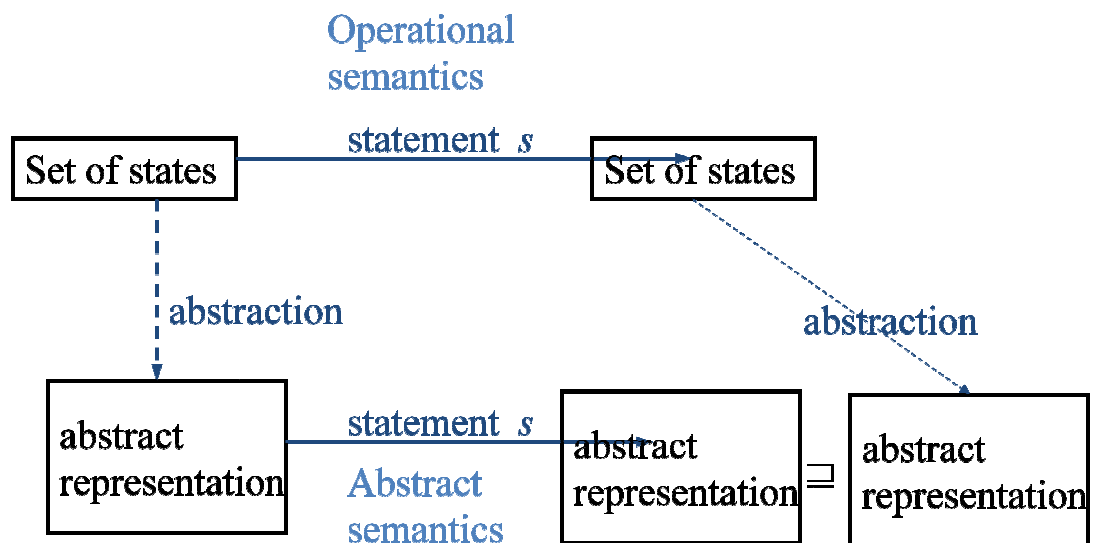 Operational
semantics
statement s
Set of states
Set of states
abstraction
abstraction
abstract
representation
statement s
Abstract
semantics
abstract
representation
⊒
abstract
representation